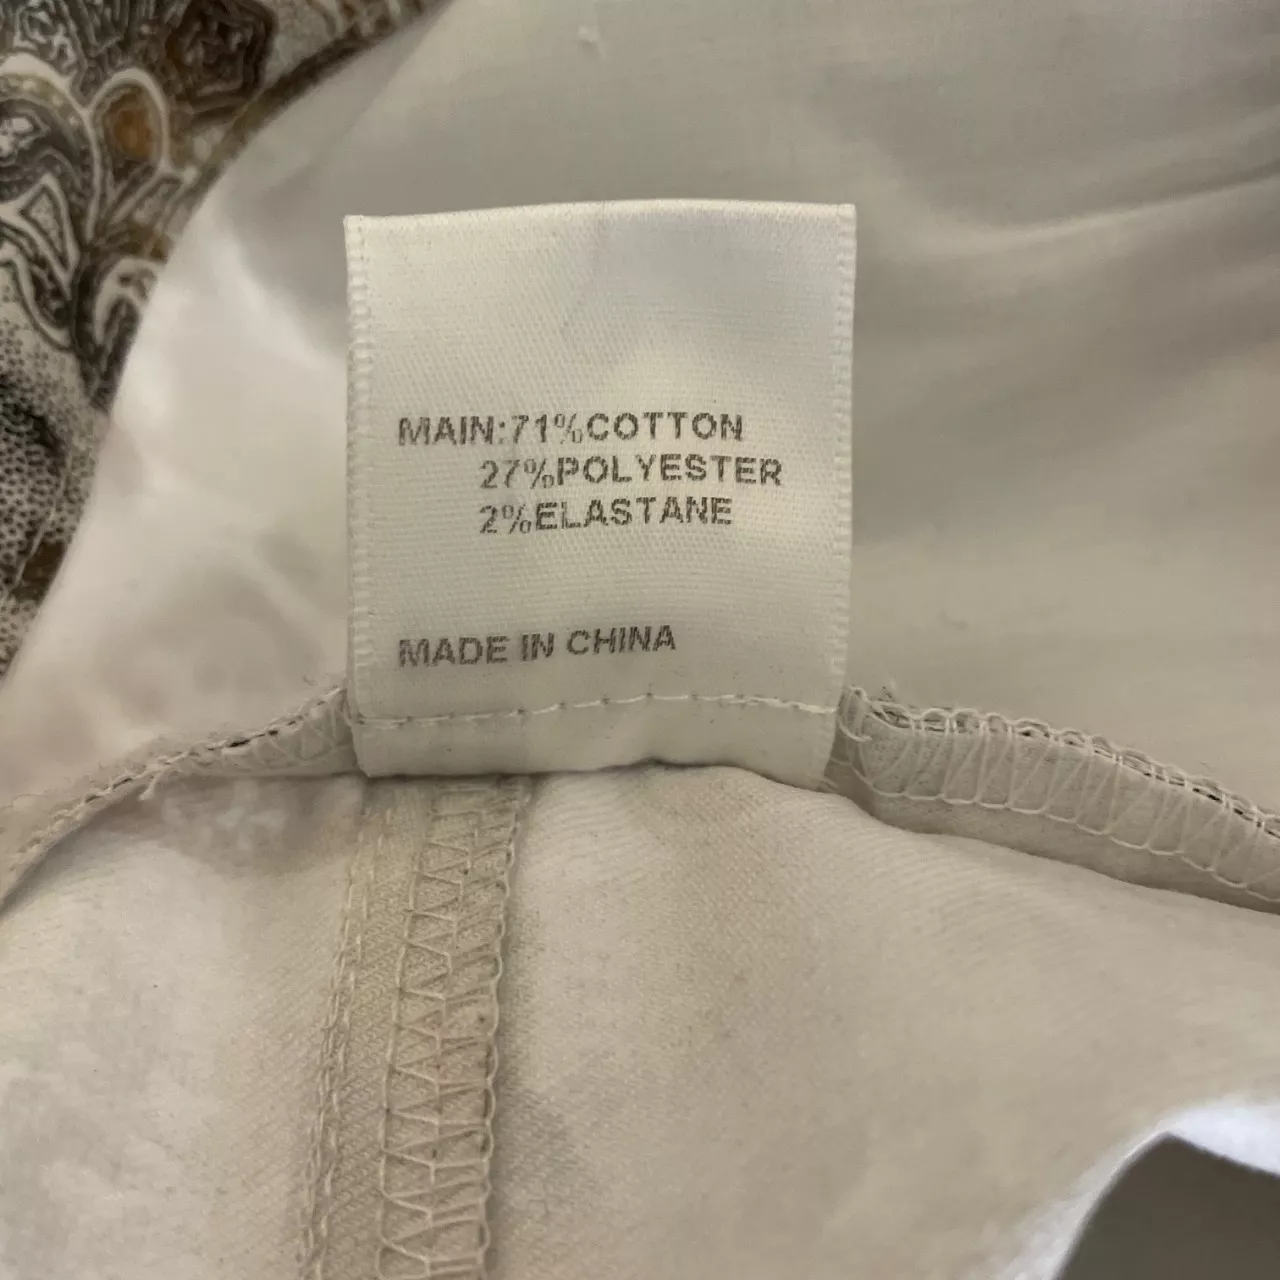 MAIN:71%COTTON
27%POLYESTER
2%ELASTANE
MADE IN CHINA